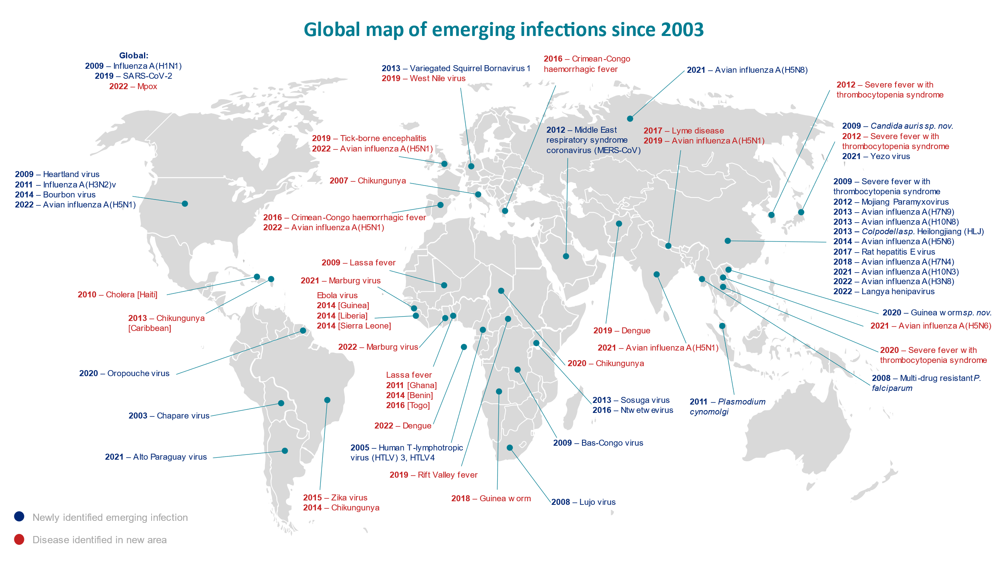 Global map of emerging infections since 2003
Global:
2009 – Influenza A(H1N1)
2019 – SARS-CoV-2
2022 – Mpox
2013 – Variegated Squirrel Bornavirus 1
2019 – West Nile virus
2016 – Crimean-Congo
haemorrhagic fever
2021 – Avian influenza A(H5N8)
2012 – Severe fever with
thrombocytopenia syndrome
2009 – Candida auris sp. nov.
2012 – Severe fever with
thrombocytopenia syndrome
2021 – Yezo virus
2019 – Tick-borne encephalitis
2022 – Avian influenza A(H5N1)
2012 – Middle East
respiratory syndrome
coronavirus (MERS-CoV)
2017 – Lyme disease
2019 – Avian influenza A(H5N1)
2009 – Heartland virus
2011 – Influenza A(H3N2)v
2014 – Bourbon virus
2022 – Avian influenza A(H5N1)
2007 – Chikungunya
2016 – Crimean-Congo haemorrhagic fever
2022 – Avian influenza A(H5N1)
2009 – Severe fever with
thrombocytopenia syndrome
2012 – Mojiang Paramyxovirus
2013 – Avian influenza A(H7N9)
2013 – Avian influenza A(H10N8)
2013 – Colpodella sp. Heilongjiang (HLJ)
2014 – Avian influenza A(H5N6)
2017 – Rat hepatitis E virus
2018 – Avian influenza A(H7N4)
2021 – Avian influenza A(H10N3)
2022 – Avian influenza A(H3N8)
2022 – Langya henipavirus
2009 – Lassa fever
2021 – Marburg virus
Ebola virus
2014 [Guinea]
2014 [Liberia]
2014 [Sierra Leone]
2010 – Cholera [Haiti]
2013 – Chikungunya
[Caribbean]
2022 – Marburg virus
2019 – Dengue
2021 – Avian influenza A(H5N1)
2020 – Chikungunya
2020 – Guinea worm sp. nov.
2021 – Avian influenza A(H5N6)
2020 – Severe fever with
thrombocytopenia syndrome
2008 – Multi-drug resistant P.
falciparum
2020 – Oropouche virus
Lassa fever
2011 [Ghana]
2014 [Benin]
2016 [Togo]
2013 – Sosuga virus
2016 – Ntwetwevirus
2011 – Plasmodium
cynomolgi
2003 – Chapare virus
2022 – Dengue
2005 – Human T-lymphotropic
virus (HTLV) 3, HTLV4
2009 – Bas-Congo virus
2021 – Alto Paraguay virus
2019 – Rift Valley fever
2015 – Zika virus
2014 – Chikungunya
2018 – Guinea worm
2008 – Lujo virus
Newly identified emerging infection
Disease identified in new area